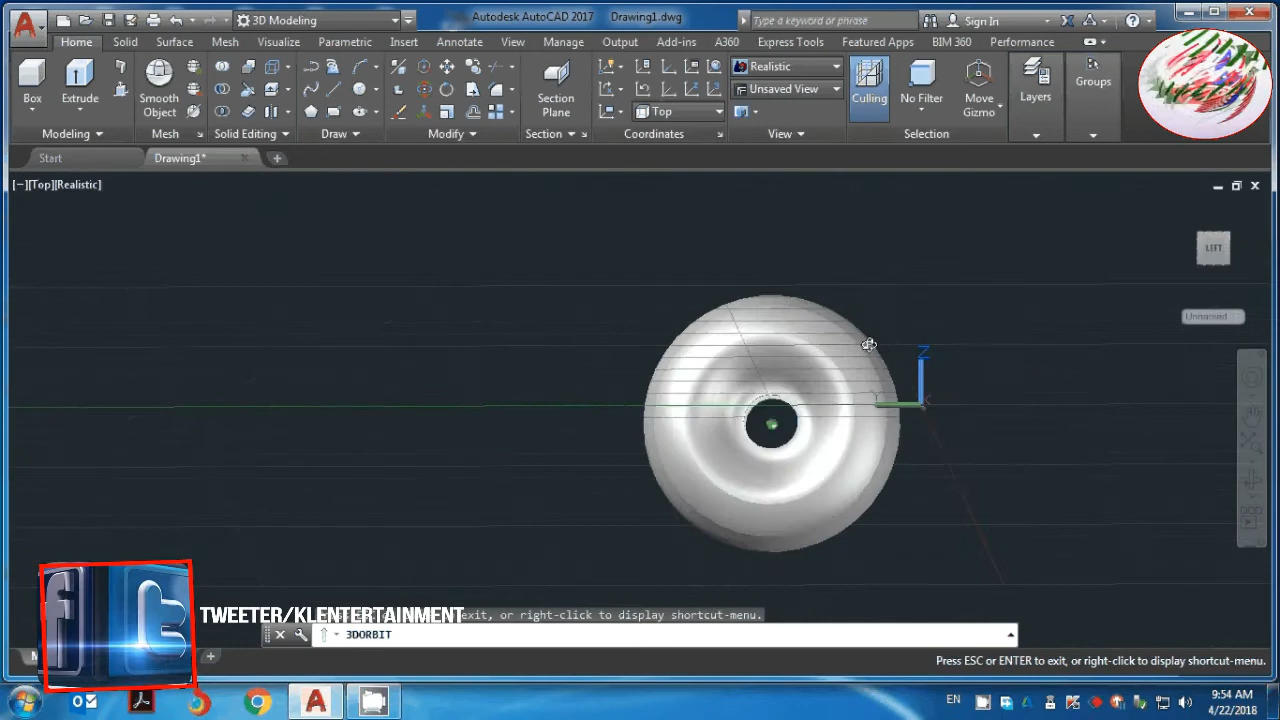 3D Modeling
Autodesk AutoCAD 2017 Drawing1.dwg
Type a keyword or phrase
Sign In
Home Solid Surface Mesh Visualize Parametric Insert Annotate View Manage Output Add-ins A360 Express Tools Featured Apps BIM 360 Performance
Box
Extrude
Smooth
Object
Section
Plane
Realistic
Unsaved View
Top
Culling
No Filter
Move
Gizmo
Layers
Groups
Modeling
Mesh
Solid Editing
Draw
Modify
Section
Coordinates
View
Selection
Start
Drawing1*
[−][Top][Realistic]
LEFT
Unnamed
Z
exit, or right-click to display shortcut-menu.
TWEETER/KLENTERTAINMENT
f
t
3DORBIT
Press ESC or ENTER to exit, or right-click to display shortcut-menu.
EN
9:54 AM
4/22/2018